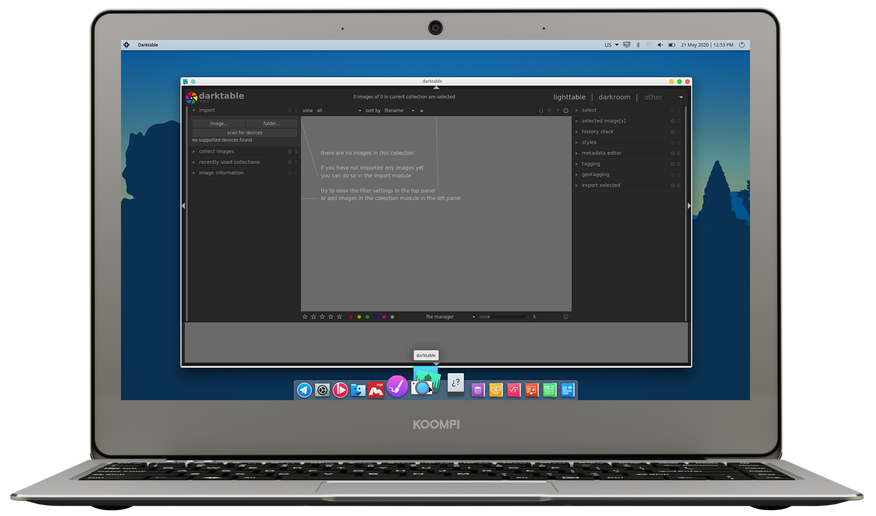 Darktable
US
21 May 2020 | 12:53 PM
darktable
darktable
0 images of 0 in current collection are selected
lighttable | darkroom | other
import
view all
sort by filename
select
image...
folder...
selected image[s]
scan for devices
history stack
no supported devices found
styles
collect images
there are no images in this collection
metadata editor
recently used collections
tagging
if you have not imported any images yet
image information
geotagging
you can do so in the import module
export selected
try to relax the filter settings in the top panel
or add images in the collection module in the left panel
file manager
5
darktable
PDF
¿?
KOOMPI